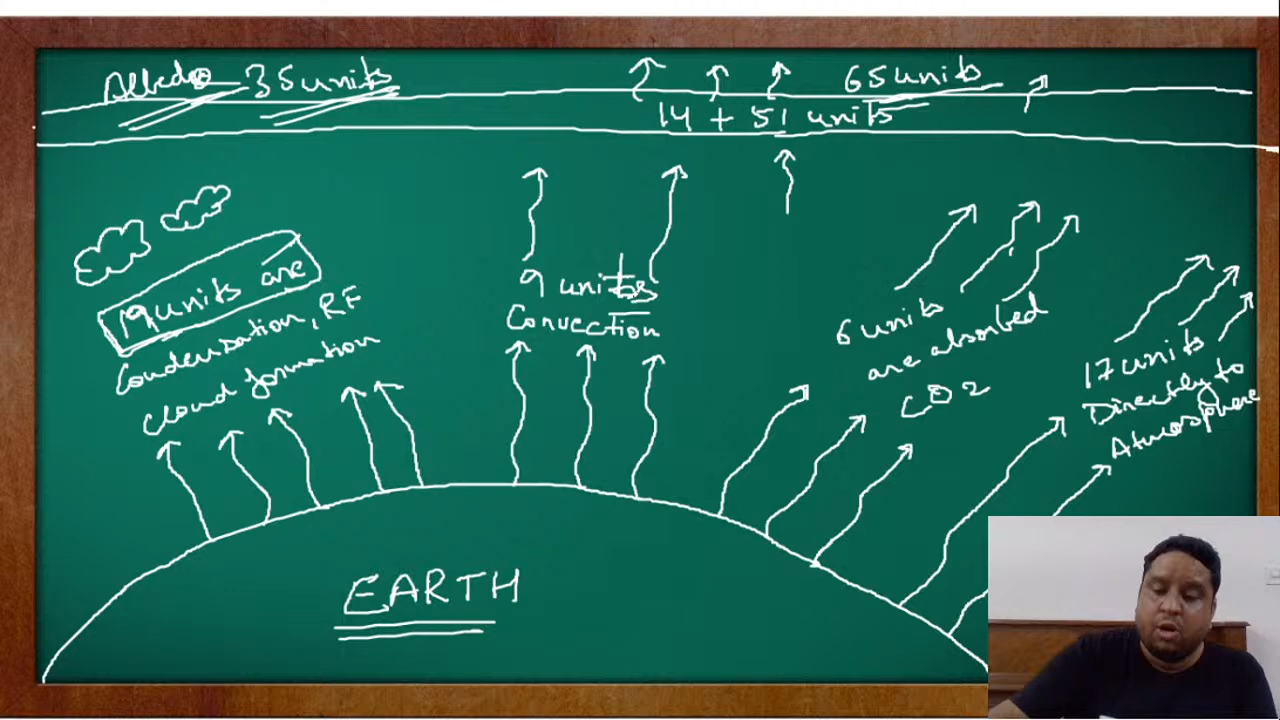 Albedo 35 units
65 units
14 + 51 units
19 units are
Condensation, RF
cloud formation
9 units
Convection
6 units
are absorbed
CO2
17 units
Directly to
Atmosphere
EARTH